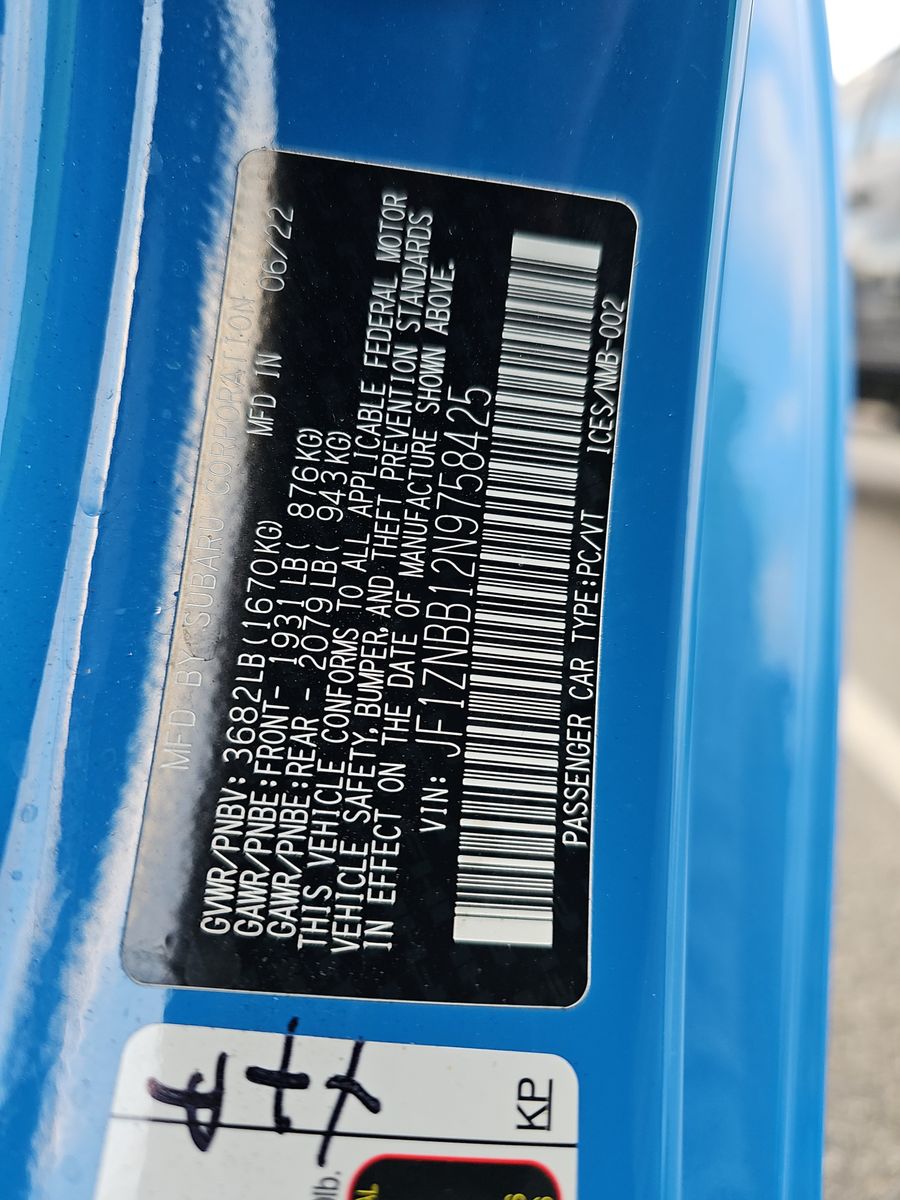 MFD BY SUBARU CORPORATION
MFD IN 06/22
GVWR/PNBV: 3682LB(1670KG)
GAWR/PNBE:FRONT- 1931LB( 876KG)
GAWR/PNBE:REAR - 2079LB( 943KG)
THIS VEHICLE CONFORMS TO ALL APPLICABLE FEDERAL MOTOR
VEHICLE SAFETY, BUMPER, AND THEFT PREVENTION STANDARDS
IN EFFECT ON THE DATE OF MANUFACTURE SHOWN ABOVE.
VIN: JF1ZNBB12N9758425
PASSENGER CAR TYPE:PC/VT ICES/NMB-002
KP
lb.